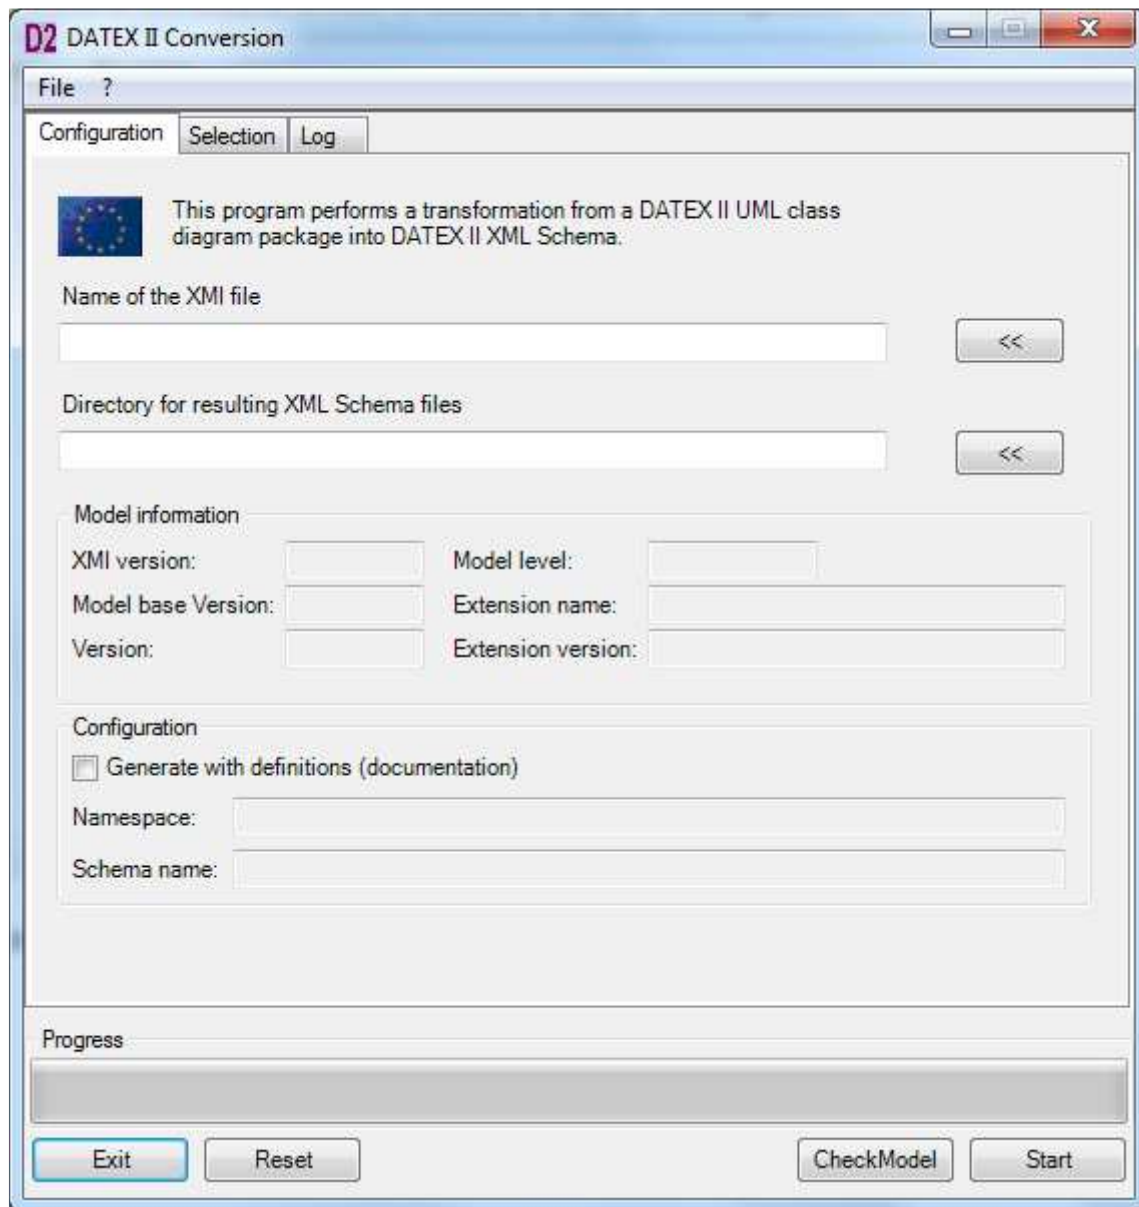 D2 DATEX II Conversion
File ?
Configuration Selection Log
This program performs a transformation from a DATEX II UML class
diagram package into DATEX II XML Schema.
Name of the XMI file
<<
Directory for resulting XML Schema files
<<
Model information
XMI version: Model level:
Model base Version: Extension name:
Version: Extension version:
Configuration
Generate with definitions (documentation)
Namespace:
Schema name:
Progress
Exit Reset CheckModel Start